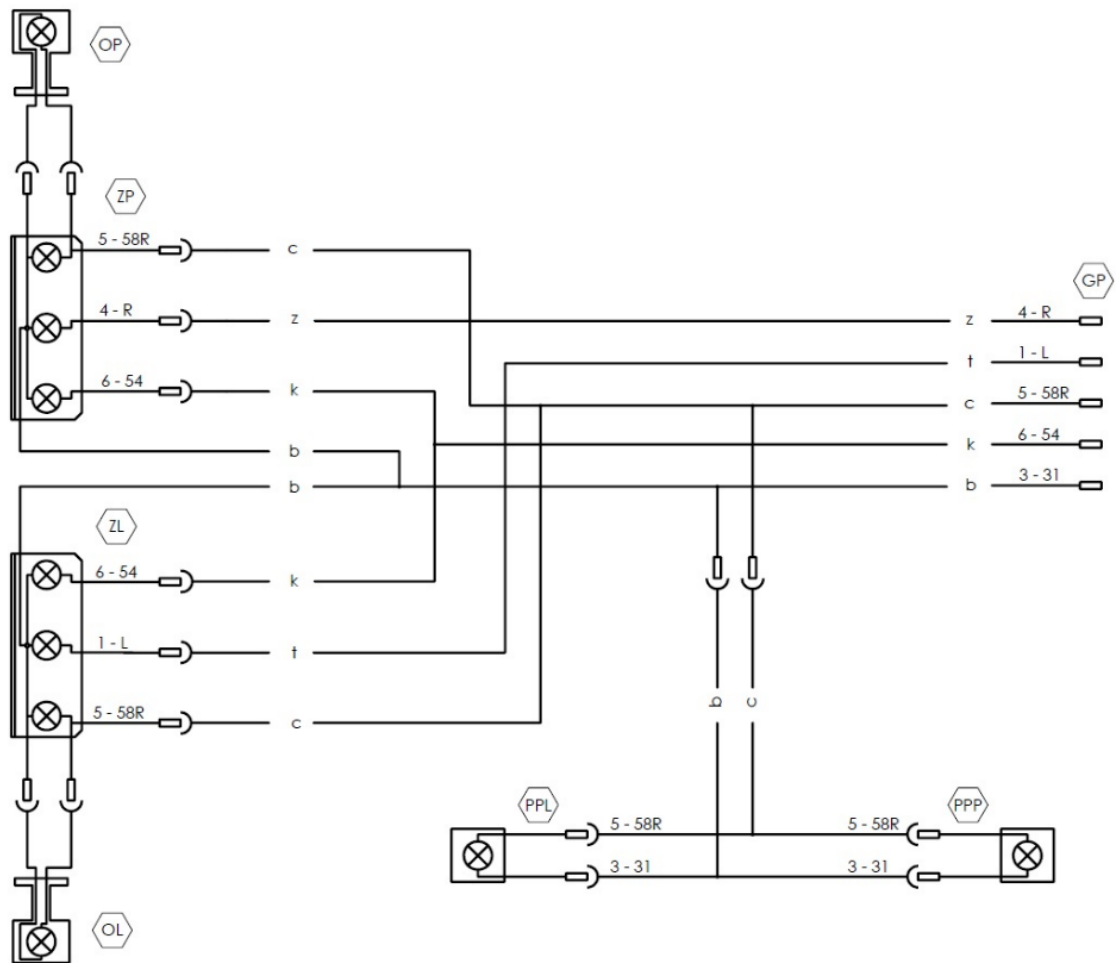 OP
ZP
5 - 58R c
GP
4 - R z z 4 - R
t 1 - L
6 - 54 k c 5 - 58R
k 6 - 54
b
b b 3 - 31
ZL
6 - 54 k
1 - L t
b c
5 - 58R c
PPL PPP
5 - 58R 5 - 58R
3 - 31 3 - 31
OL